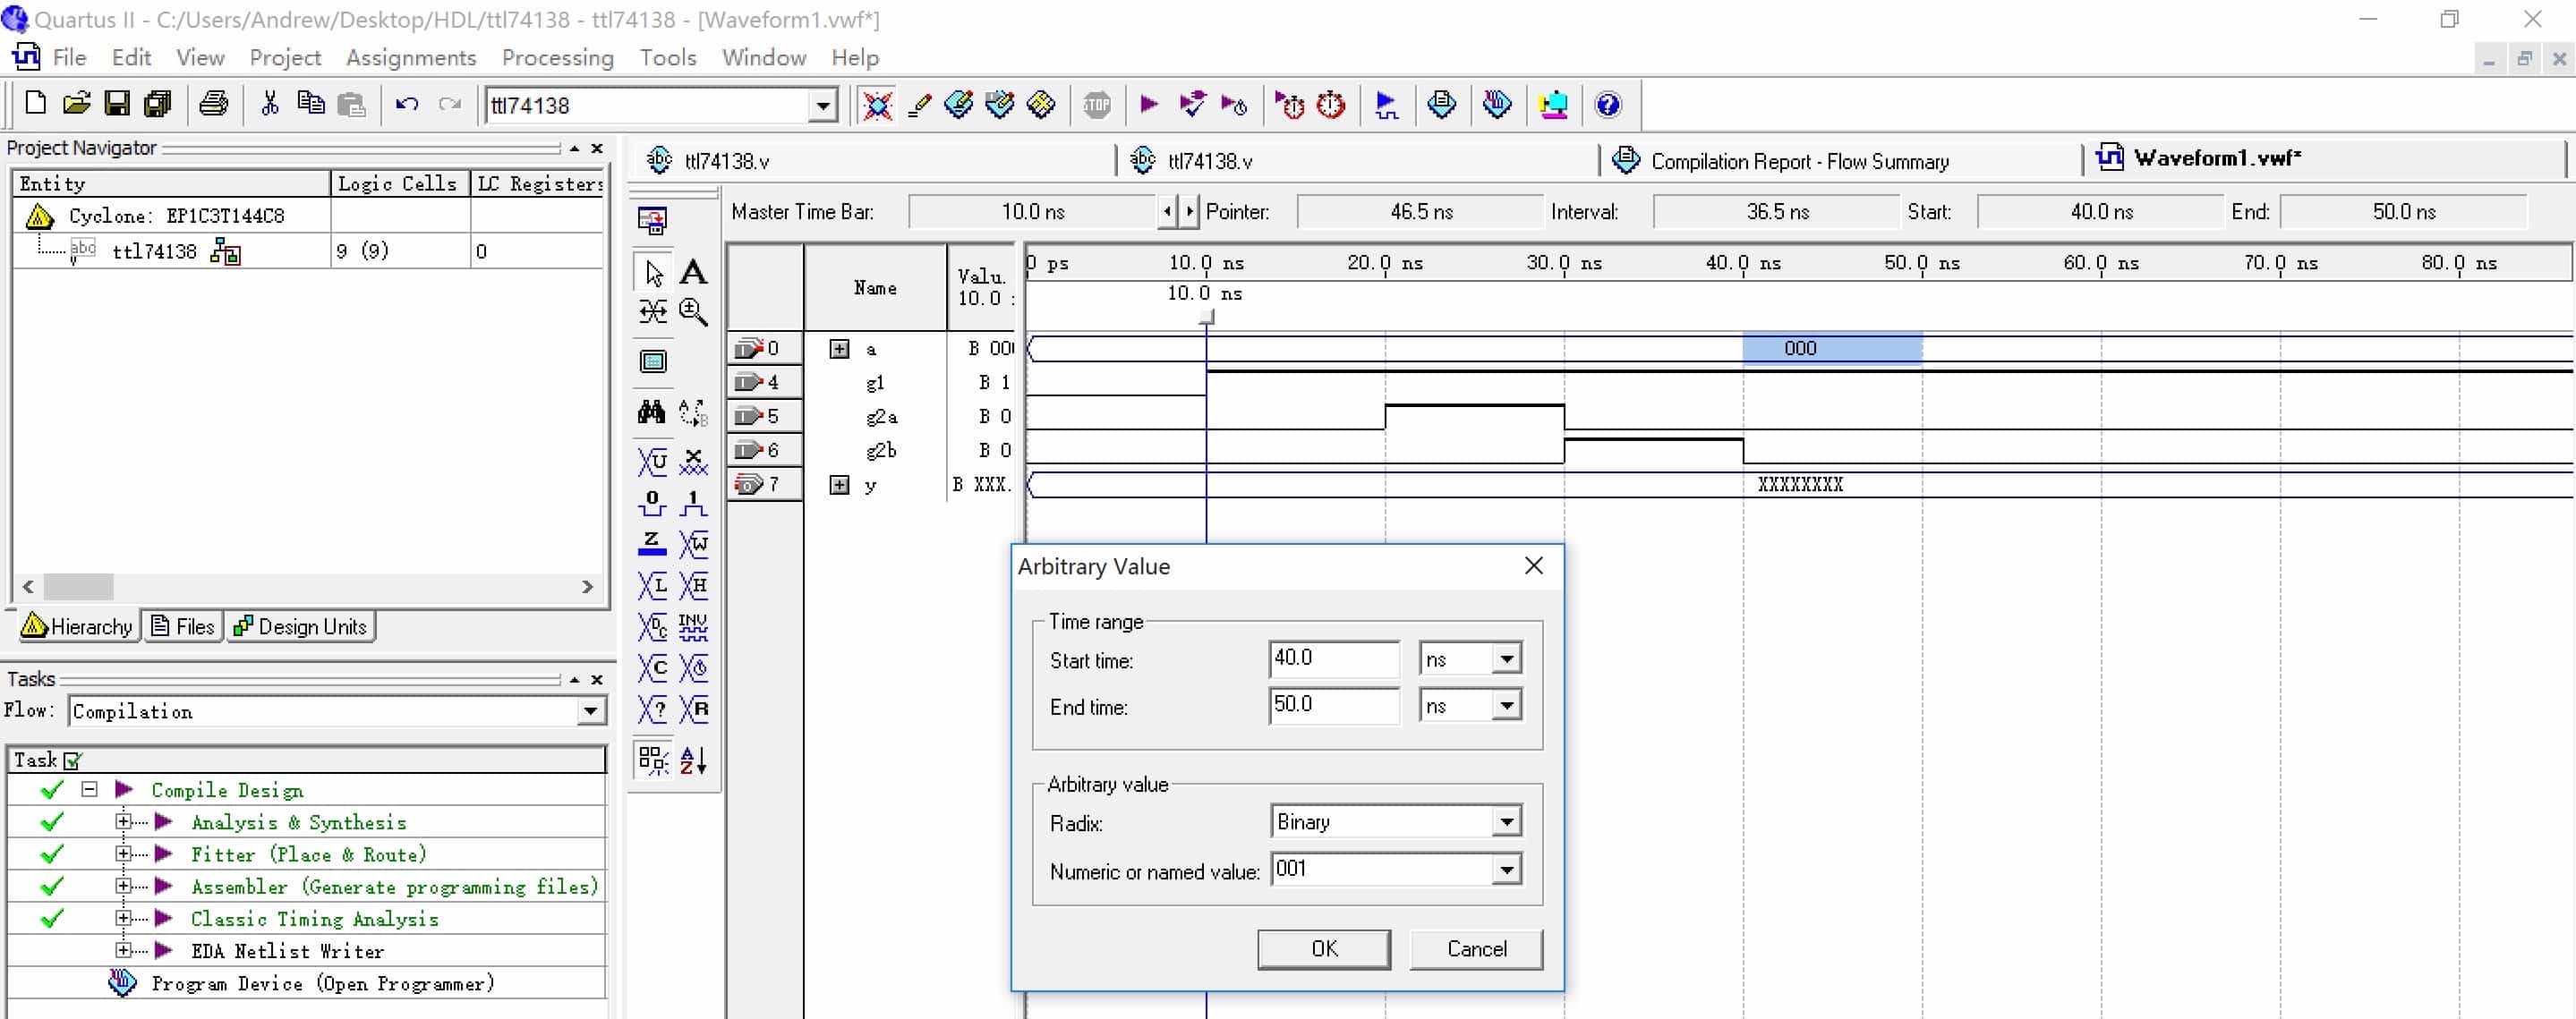 Quartus II - C:/Users/Andrew/Desktop/HDL/ttl74138 - ttl74138 - [Waveform1.vwf*]
File Edit View Project Assignments Processing Tools Window Help
ttl74138
STOP
Project Navigator
Entity Logic Cells LC Registers
Cyclone: EP1C3T144C8
abc ttl74138 9 (9) 0
Hierarchy Files Design Units
Tasks
Flow: Compilation
Task
Compile Design
Analysis & Synthesis
Fitter (Place & Route)
Assembler (Generate programming files)
Classic Timing Analysis
EDA Netlist Writer
Program Device (Open Programmer)
abc ttl74138.v abc ttl74138.v Compilation Report - Flow Summary Waveform1.vwf*
Master Time Bar: 10.0 ns Pointer: 46.5 ns Interval: 36.5 ns Start: 40.0 ns End: 50.0 ns
Name Valu. 10.0 :
0 ps 10.0 ns 20.0 ns 30.0 ns 40.0 ns 50.0 ns 60.0 ns 70.0 ns 80.0 ns
10.0 ns
0 a B 00 000
4 g1 B 1
5 g2a B 0
6 g2b B 0
7 y B XXX. XXXXXXXX
A
U X
0 1
Z W
L H
DC INV
C
? R
A Z
Arbitrary Value
Time range
Start time: 40.0 ns
End time: 50.0 ns
Arbitrary value
Radix: Binary
Numeric or named value: 001
OK Cancel